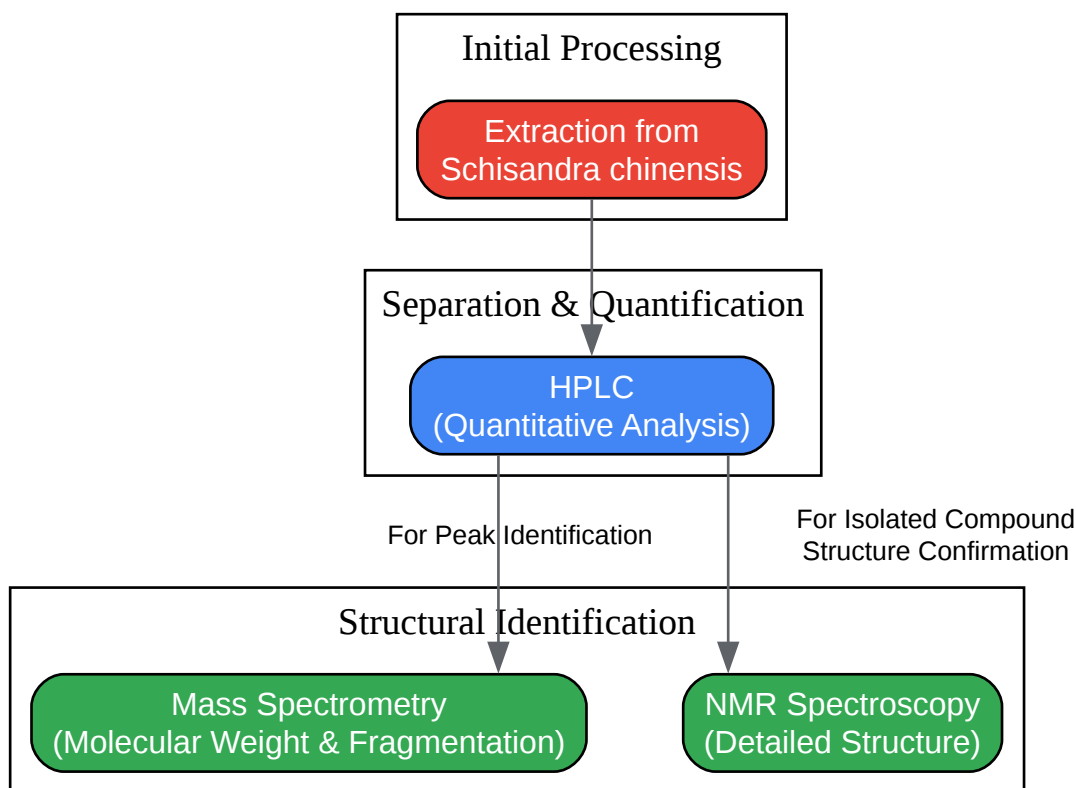 Initial Processing
Extraction from
Schisandra chinensis
Separation & Quantification
HPLC
(Quantitative Analysis)
For Peak Identification
For Isolated Compound
Structure Confirmation
Structural Identification
Mass Spectrometry
(Molecular Weight & Fragmentation)
NMR Spectroscopy
(Detailed Structure)